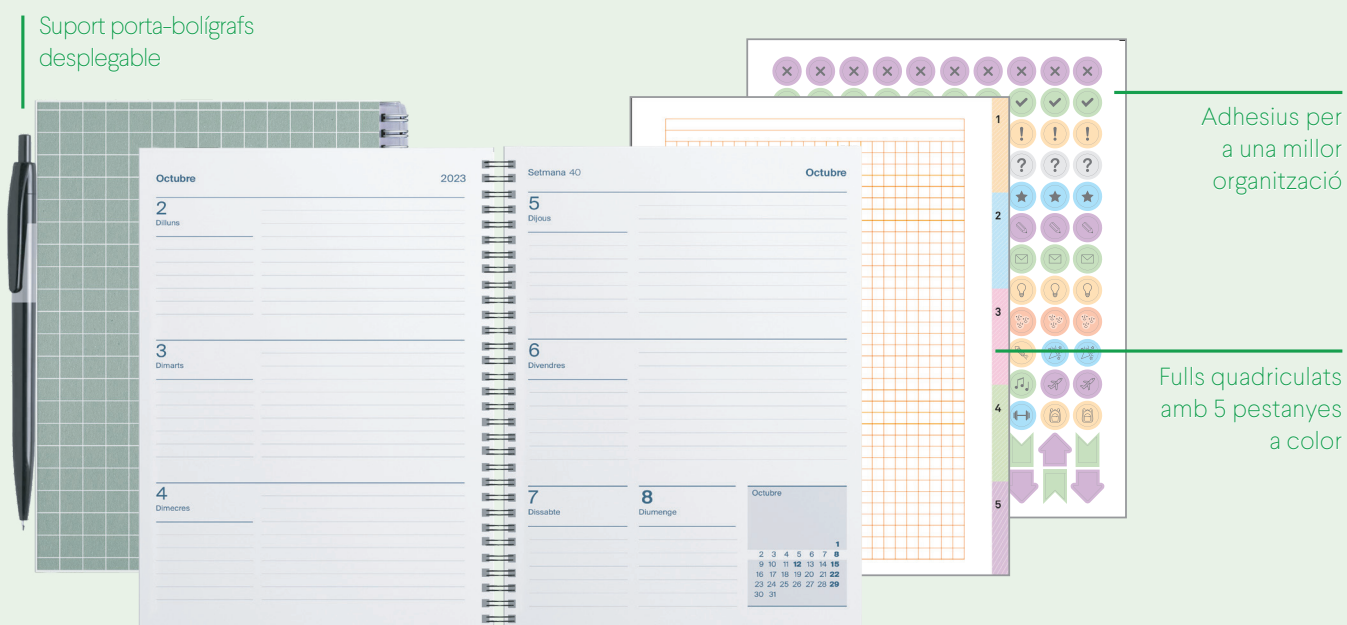 Suport porta-bolígrafs
desplegable
Adhesius per
a una millor
organització
Fulls quadriculats
amb 5 pestanyes
a color
Octubre 2023
2
Dilluns
3
Dimarts
4
Dimecres
Setmana 40 Octubre
5
Dijous
6
Divendres
7
Dissabte
8
Diumenge
Octubre
1
2 3 4 5 6 7 8
9 10 11 12 13 14 15
16 17 18 19 20 21 22
23 24 25 26 27 28 29
30 31
1
2
3
4
5